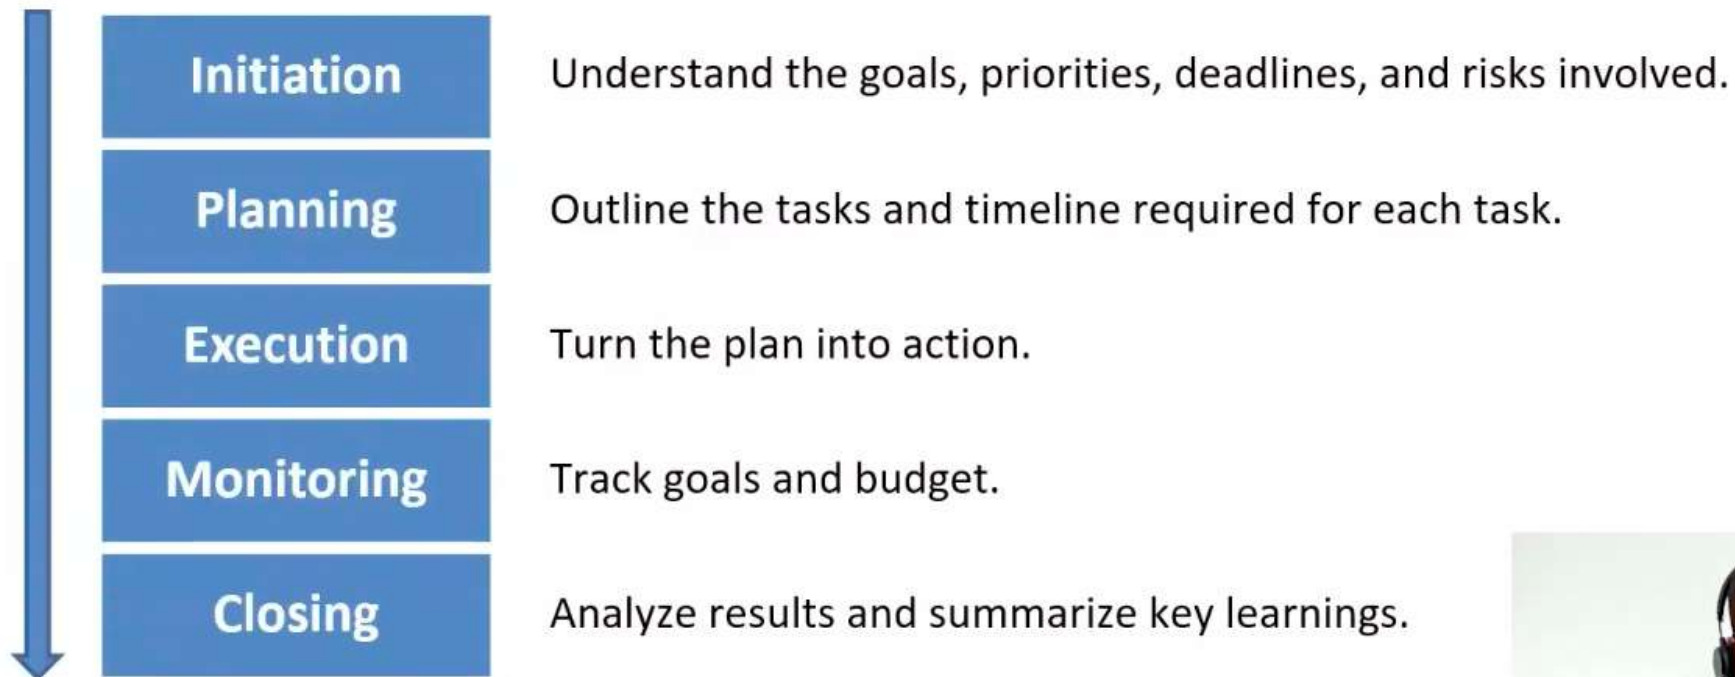 Initiation
Understand the goals, priorities, deadlines, and risks involved.
Planning
Outline the tasks and timeline required for each task.
Execution
Turn the plan into action.
Monitoring
Track goals and budget.
Closing
Analyze results and summarize key learnings.